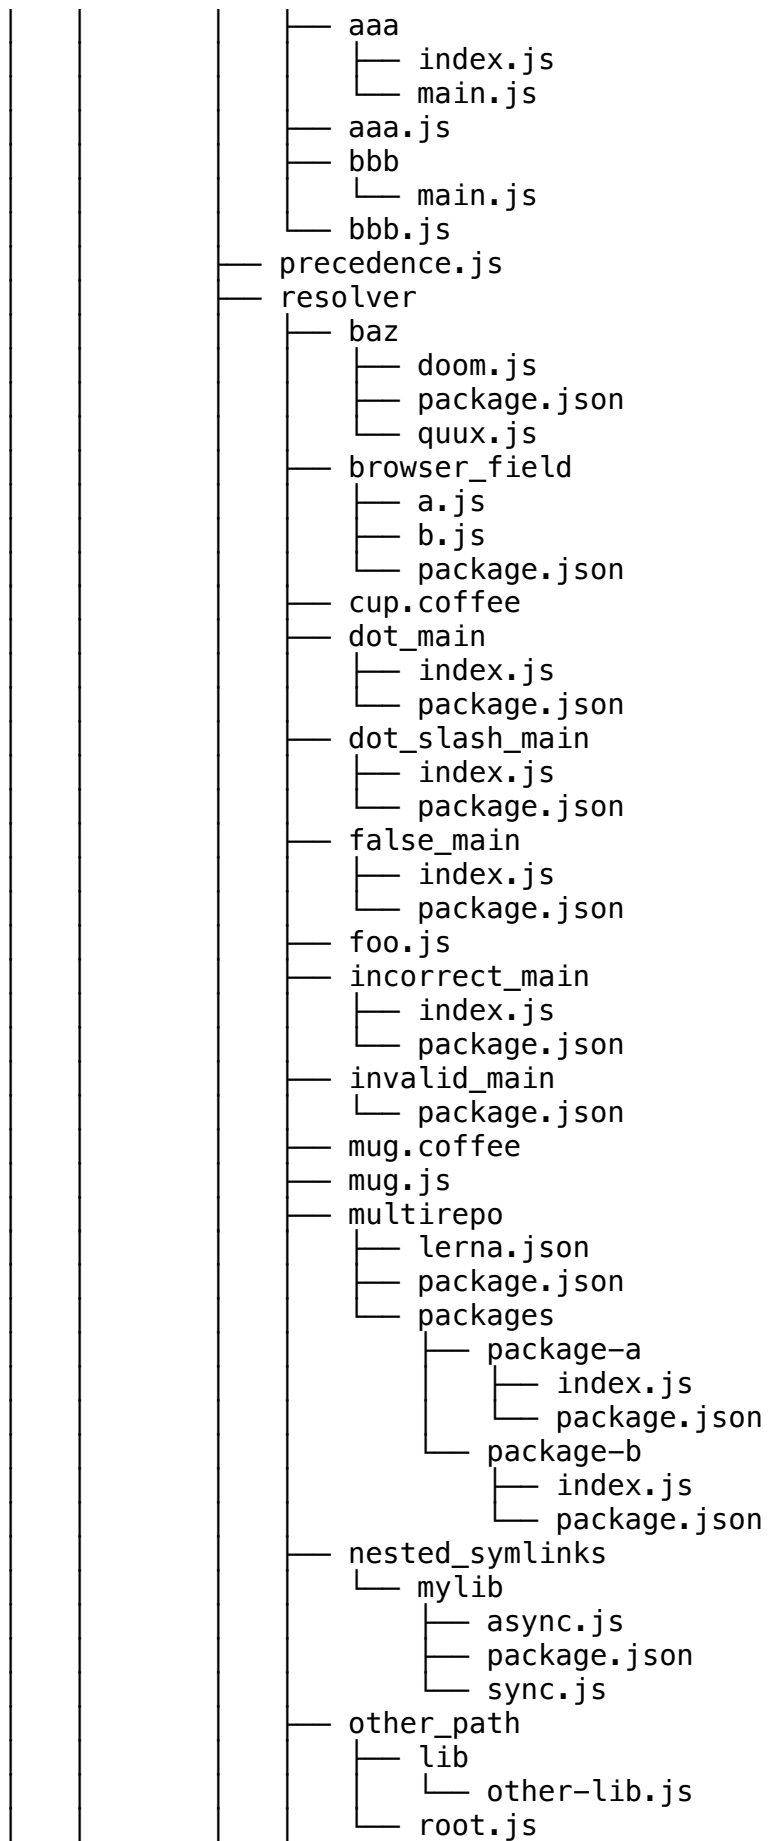 │   │       │   ├── aaa
│   │       │   │   ├── index.js
│   │       │   │   └── main.js
│   │       │   ├── aaa.js
│   │       │   ├── bbb
│   │       │   │   └── main.js
│   │       │   └── bbb.js
│   │       ├── precedence.js
│   │       ├── resolver
│   │       │   ├── baz
│   │       │   │   ├── doom.js
│   │       │   │   ├── package.json
│   │       │   │   └── quux.js
│   │       │   ├── browser_field
│   │       │   │   ├── a.js
│   │       │   │   ├── b.js
│   │       │   │   └── package.json
│   │       │   ├── cup.coffee
│   │       │   ├── dot_main
│   │       │   │   ├── index.js
│   │       │   │   └── package.json
│   │       │   ├── dot_slash_main
│   │       │   │   ├── index.js
│   │       │   │   └── package.json
│   │       │   ├── false_main
│   │       │   │   ├── index.js
│   │       │   │   └── package.json
│   │       │   ├── foo.js
│   │       │   ├── incorrect_main
│   │       │   │   ├── index.js
│   │       │   │   └── package.json
│   │       │   ├── invalid_main
│   │       │   │   └── package.json
│   │       │   ├── mug.coffee
│   │       │   ├── mug.js
│   │       │   ├── multirepo
│   │       │   │   ├── lerna.json
│   │       │   │   ├── package.json
│   │       │   │   └── packages
│   │       │   │       ├── package-a
│   │       │   │       │   ├── index.js
│   │       │   │       │   └── package.json
│   │       │   │       └── package-b
│   │       │   │           ├── index.js
│   │       │   │           └── package.json
│   │       │   ├── nested_symlinks
│   │       │   │   └── mylib
│   │       │   │       ├── async.js
│   │       │   │       ├── package.json
│   │       │   │       └── sync.js
│   │       │   ├── other_path
│   │       │   │   ├── lib
│   │       │   │   │   └── other-lib.js
│   │       │   │   └── root.js